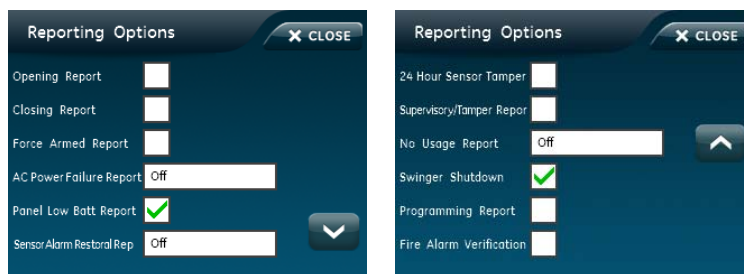 Reporting Options
X CLOSE
Opening Report
Closing Report
Force Armed Report
AC Power Failure Report Off
Panel Low Batt Report
Sensor Alarm Restoral Rep Off
Reporting Options
X CLOSE
24 Hour Sensor Tamper
Supervisory/Tamper Repor
No Usage Report Off
Swinger Shutdown
Programming Report
Fire Alarm Verification